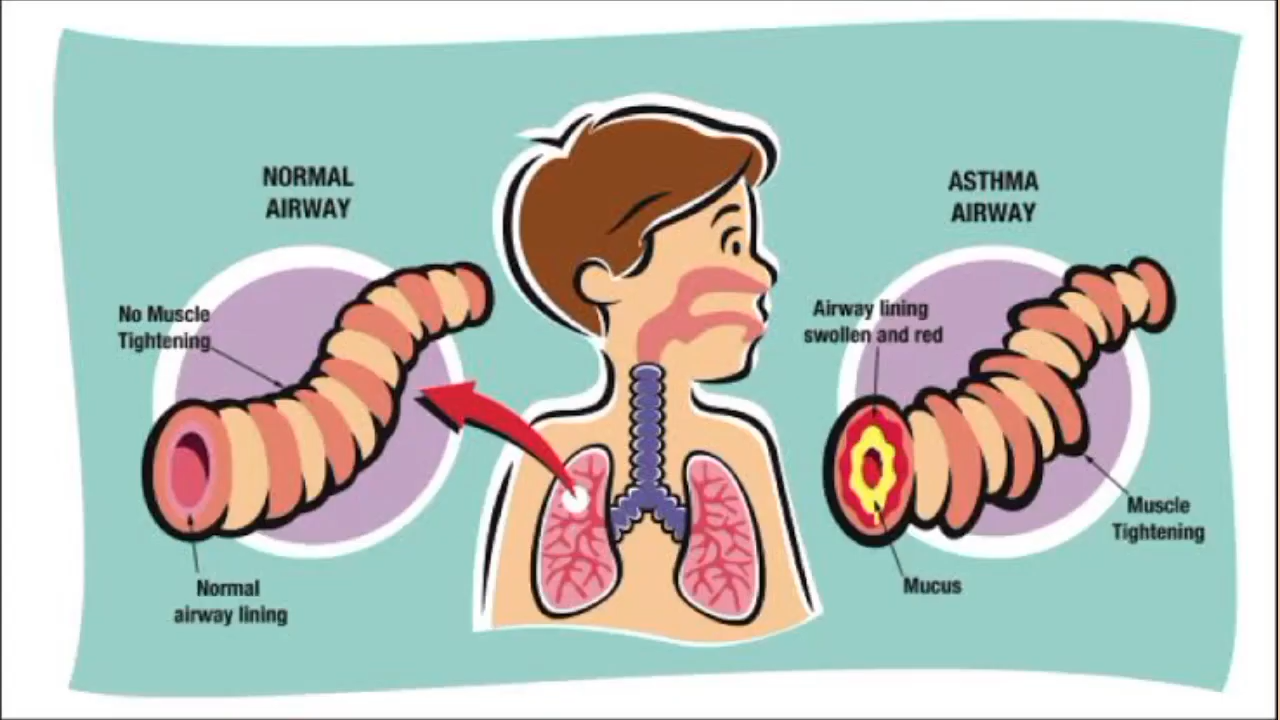 NORMAL
AIRWAY
No Muscle
Tightening
Normal
airway lining
ASTHMA
AIRWAY
Airway lining
swollen and red
Muscle
Tightening
Mucus